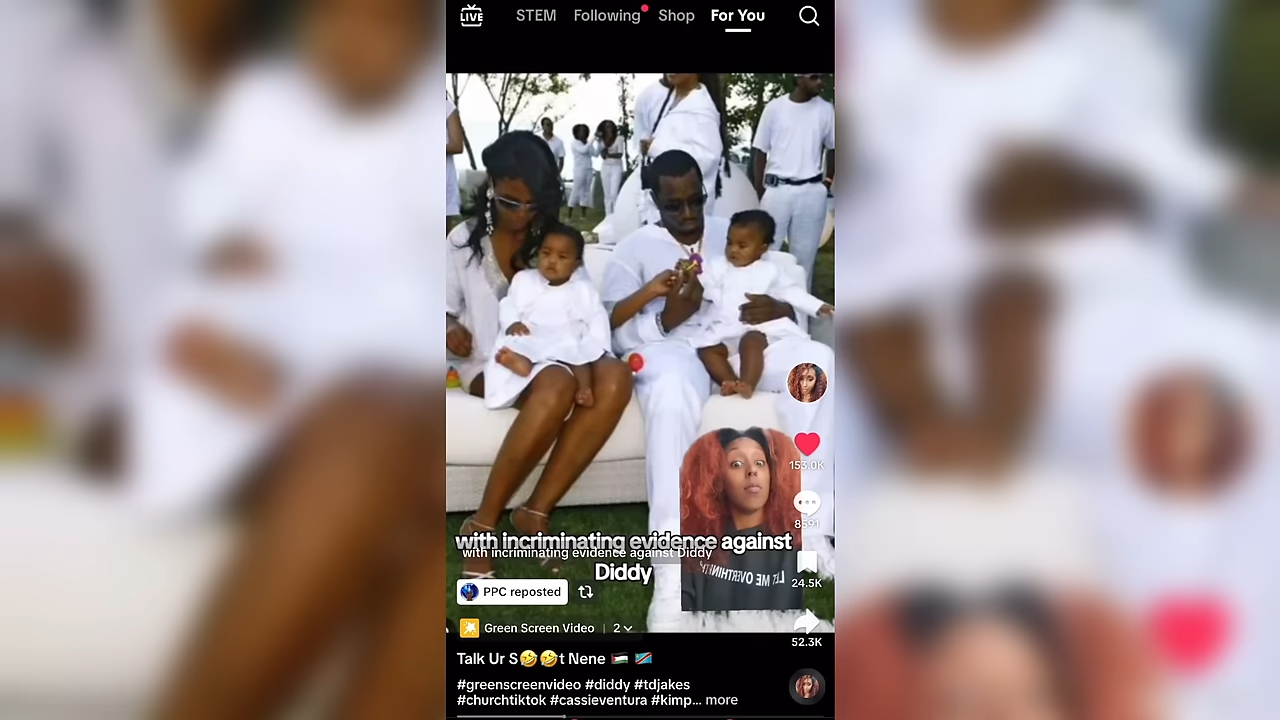 LIVE
STEM
Following
Shop
For You
153.0K
8591
with incriminating evidence against
with incriminating evidence against Diddy
Diddy
24.5K
PPC reposted
Green Screen Video | 2
52.3K
Talk Ur S🤣🤣t Nene 🇵🇸 🇨🇩
#greenscreenvideo #diddy #tdjakes
#churchtiktok #cassieventura #kimp... more